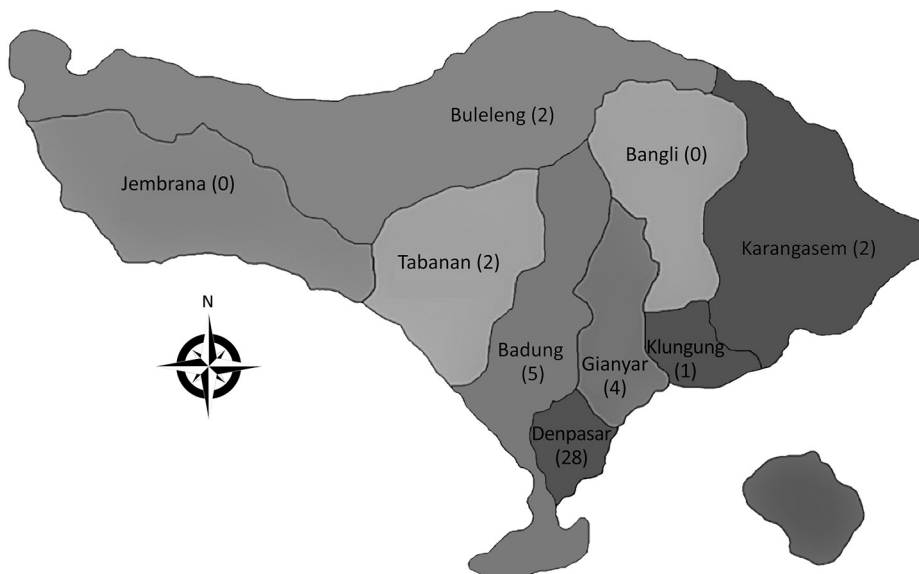 Buleleng (2)
Bangli (0)
Jembrana (0)
Karangasem (2)
Tabanan (2)
N
Badung
(5)
Gianyar
(4)
Klungung
(1)
Denpasar
(28)